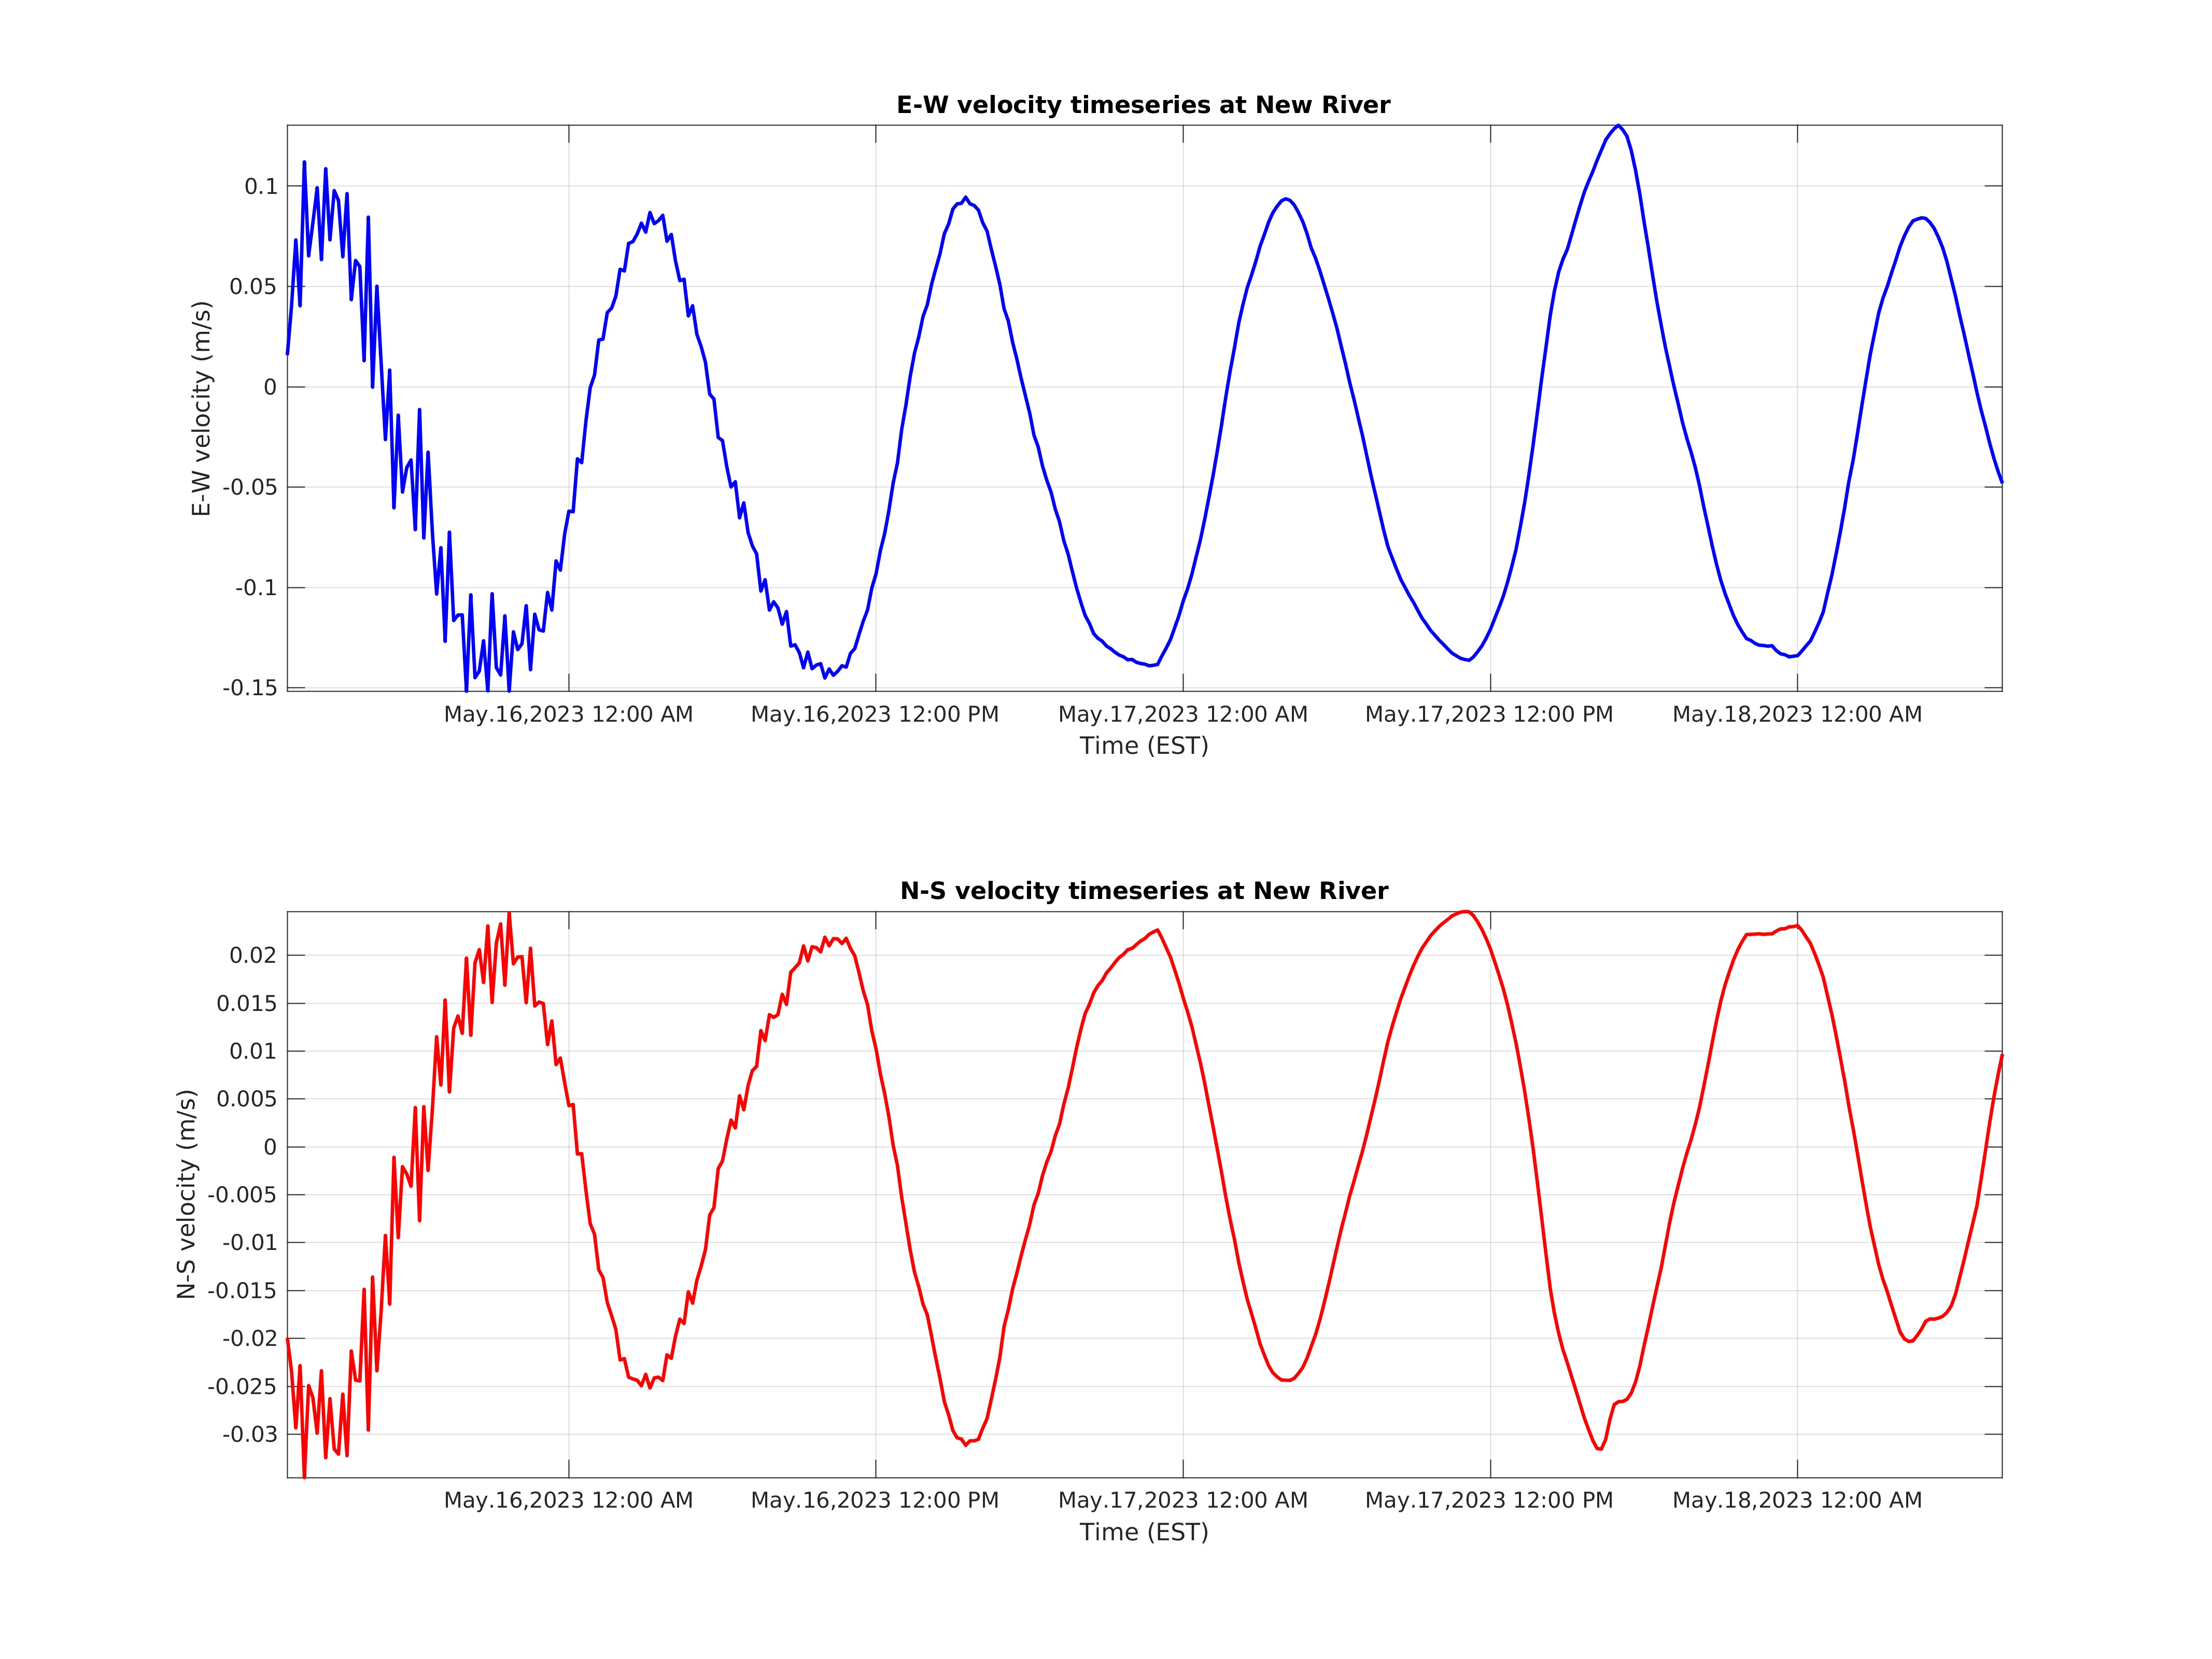 E-W velocity timeseries at New River
E-W velocity (m/s)
0.1
0.05
0
-0.05
-0.1
-0.15
May.16,2023 12:00 AM
May.16,2023 12:00 PM
May.17,2023 12:00 AM
May.17,2023 12:00 PM
May.18,2023 12:00 AM
Time (EST)
N-S velocity timeseries at New River
N-S velocity (m/s)
0.02
0.015
0.01
0.005
0
-0.005
-0.01
-0.015
-0.02
-0.025
-0.03
May.16,2023 12:00 AM
May.16,2023 12:00 PM
May.17,2023 12:00 AM
May.17,2023 12:00 PM
May.18,2023 12:00 AM
Time (EST)